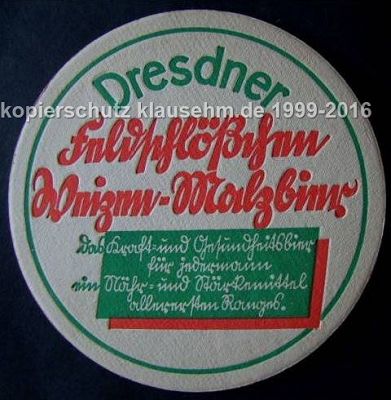 Dresdner
kopierschutz klausehm.de 1999-2016
Feldschlößchen
Weizen-Malzbier
das Kraft- und Gesundheitsbier
für jedermann
ein Nähr- und Stärkemittel
allerersten Ranges.